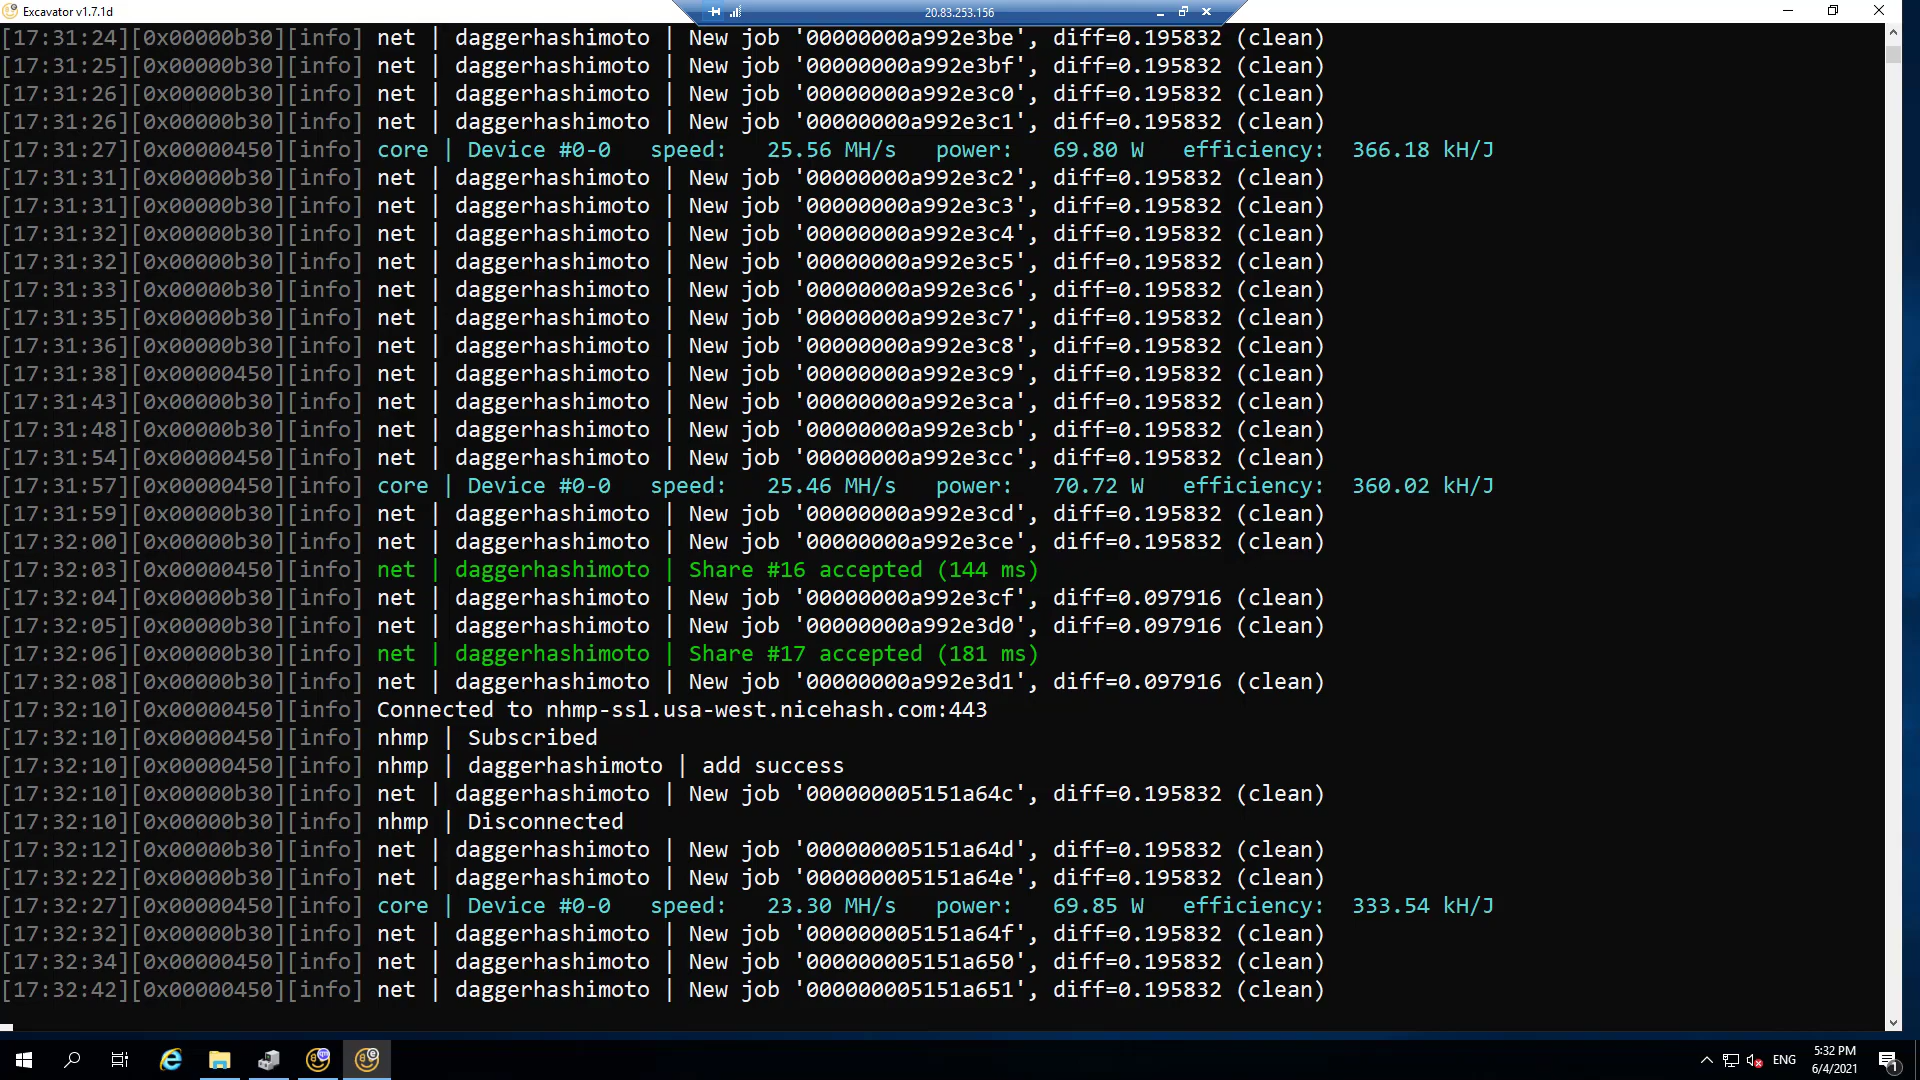 Excavator v1.7.1d
20.83.253.156
[17:31:24][0x00000b30][info] net | daggerhashimoto | New job '00000000a992e3be', diff=0.195832 (clean)
[17:31:25][0x00000b30][info] net | daggerhashimoto | New job '00000000a992e3bf', diff=0.195832 (clean)
[17:31:26][0x00000b30][info] net | daggerhashimoto | New job '00000000a992e3c0', diff=0.195832 (clean)
[17:31:26][0x00000b30][info] net | daggerhashimoto | New job '00000000a992e3c1', diff=0.195832 (clean)
[17:31:27][0x00000450][info] core | Device #0-0 speed: 25.56 MH/s power: 69.80 W efficiency: 366.18 kH/J
[17:31:31][0x00000b30][info] net | daggerhashimoto | New job '00000000a992e3c2', diff=0.195832 (clean)
[17:31:31][0x00000b30][info] net | daggerhashimoto | New job '00000000a992e3c3', diff=0.195832 (clean)
[17:31:32][0x00000b30][info] net | daggerhashimoto | New job '00000000a992e3c4', diff=0.195832 (clean)
[17:31:32][0x00000b30][info] net | daggerhashimoto | New job '00000000a992e3c5', diff=0.195832 (clean)
[17:31:33][0x00000b30][info] net | daggerhashimoto | New job '00000000a992e3c6', diff=0.195832 (clean)
[17:31:35][0x00000b30][info] net | daggerhashimoto | New job '00000000a992e3c7', diff=0.195832 (clean)
[17:31:36][0x00000b30][info] net | daggerhashimoto | New job '00000000a992e3c8', diff=0.195832 (clean)
[17:31:38][0x00000450][info] net | daggerhashimoto | New job '00000000a992e3c9', diff=0.195832 (clean)
[17:31:43][0x00000b30][info] net | daggerhashimoto | New job '00000000a992e3ca', diff=0.195832 (clean)
[17:31:48][0x00000b30][info] net | daggerhashimoto | New job '00000000a992e3cb', diff=0.195832 (clean)
[17:31:54][0x00000450][info] net | daggerhashimoto | New job '00000000a992e3cc', diff=0.195832 (clean)
[17:31:57][0x00000450][info] core | Device #0-0 speed: 25.46 MH/s power: 70.72 W efficiency: 360.02 kH/J
[17:31:59][0x00000b30][info] net | daggerhashimoto | New job '00000000a992e3cd', diff=0.195832 (clean)
[17:32:00][0x00000b30][info] net | daggerhashimoto | New job '00000000a992e3ce', diff=0.195832 (clean)
[17:32:03][0x00000450][info] net | daggerhashimoto | Share #16 accepted (144 ms)
[17:32:04][0x00000b30][info] net | daggerhashimoto | New job '00000000a992e3cf', diff=0.097916 (clean)
[17:32:05][0x00000b30][info] net | daggerhashimoto | New job '00000000a992e3d0', diff=0.097916 (clean)
[17:32:06][0x00000b30][info] net | daggerhashimoto | Share #17 accepted (181 ms)
[17:32:08][0x00000b30][info] net | daggerhashimoto | New job '00000000a992e3d1', diff=0.097916 (clean)
[17:32:10][0x00000450][info] Connected to nhmp-ssl.usa-west.nicehash.com:443
[17:32:10][0x00000450][info] nhmp | Subscribed
[17:32:10][0x00000450][info] nhmp | daggerhashimoto | add success
[17:32:10][0x00000450][info] net | daggerhashimoto | New job '000000005151a64c', diff=0.195832 (clean)
[17:32:10][0x00000b30][info] nhmp | Disconnected
[17:32:12][0x00000b30][info] net | daggerhashimoto | New job '000000005151a64d', diff=0.195832 (clean)
[17:32:22][0x00000b30][info] net | daggerhashimoto | New job '000000005151a64e', diff=0.195832 (clean)
[17:32:27][0x00000450][info] core | Device #0-0 speed: 23.30 MH/s power: 69.85 W efficiency: 333.54 kH/J
[17:32:32][0x00000b30][info] net | daggerhashimoto | New job '000000005151a64f', diff=0.195832 (clean)
[17:32:34][0x00000450][info] net | daggerhashimoto | New job '000000005151a650', diff=0.195832 (clean)
[17:32:42][0x00000450][info] net | daggerhashimoto | New job '000000005151a651', diff=0.195832 (clean)
ENG
5:32 PM
6/4/2021
1